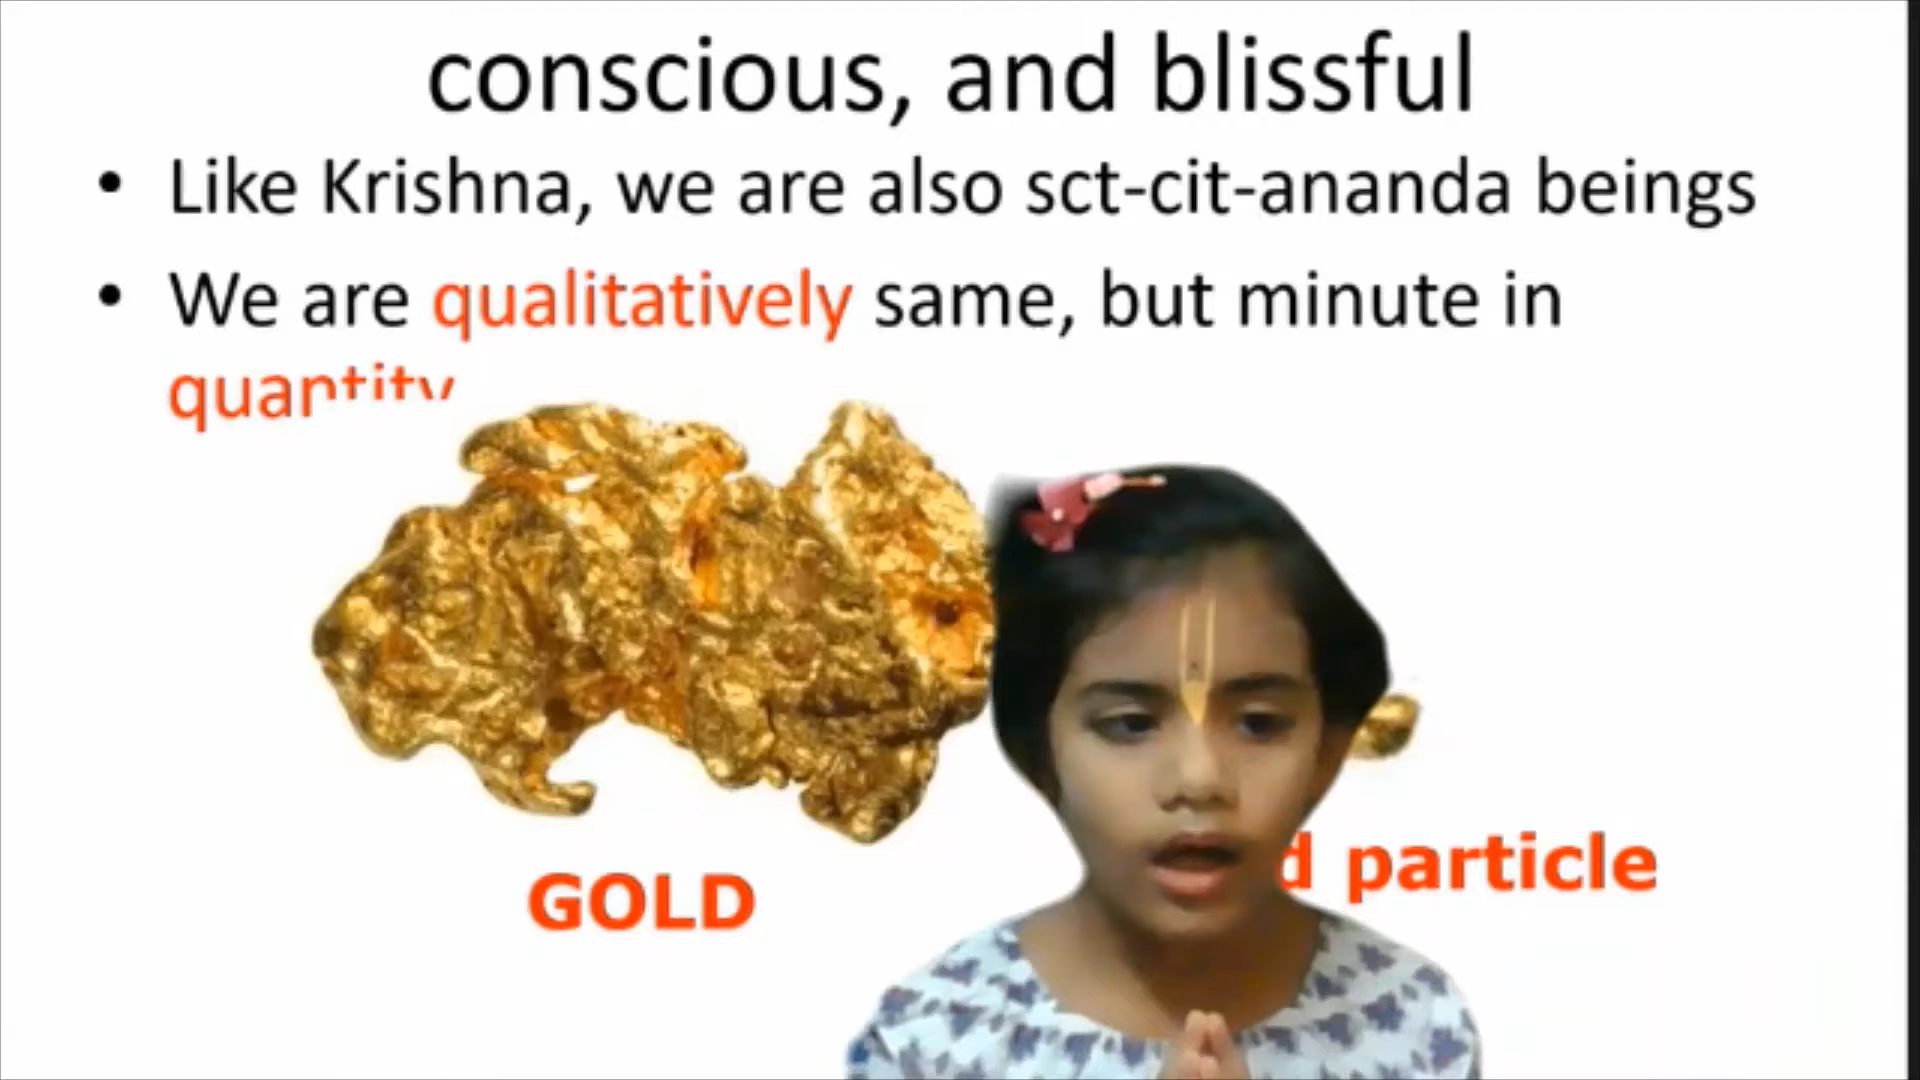 conscious, and blissful
• Like Krishna, we are also sct-cit-ananda beings
• We are qualitatively same, but minute in
quantity
GOLD
d particle